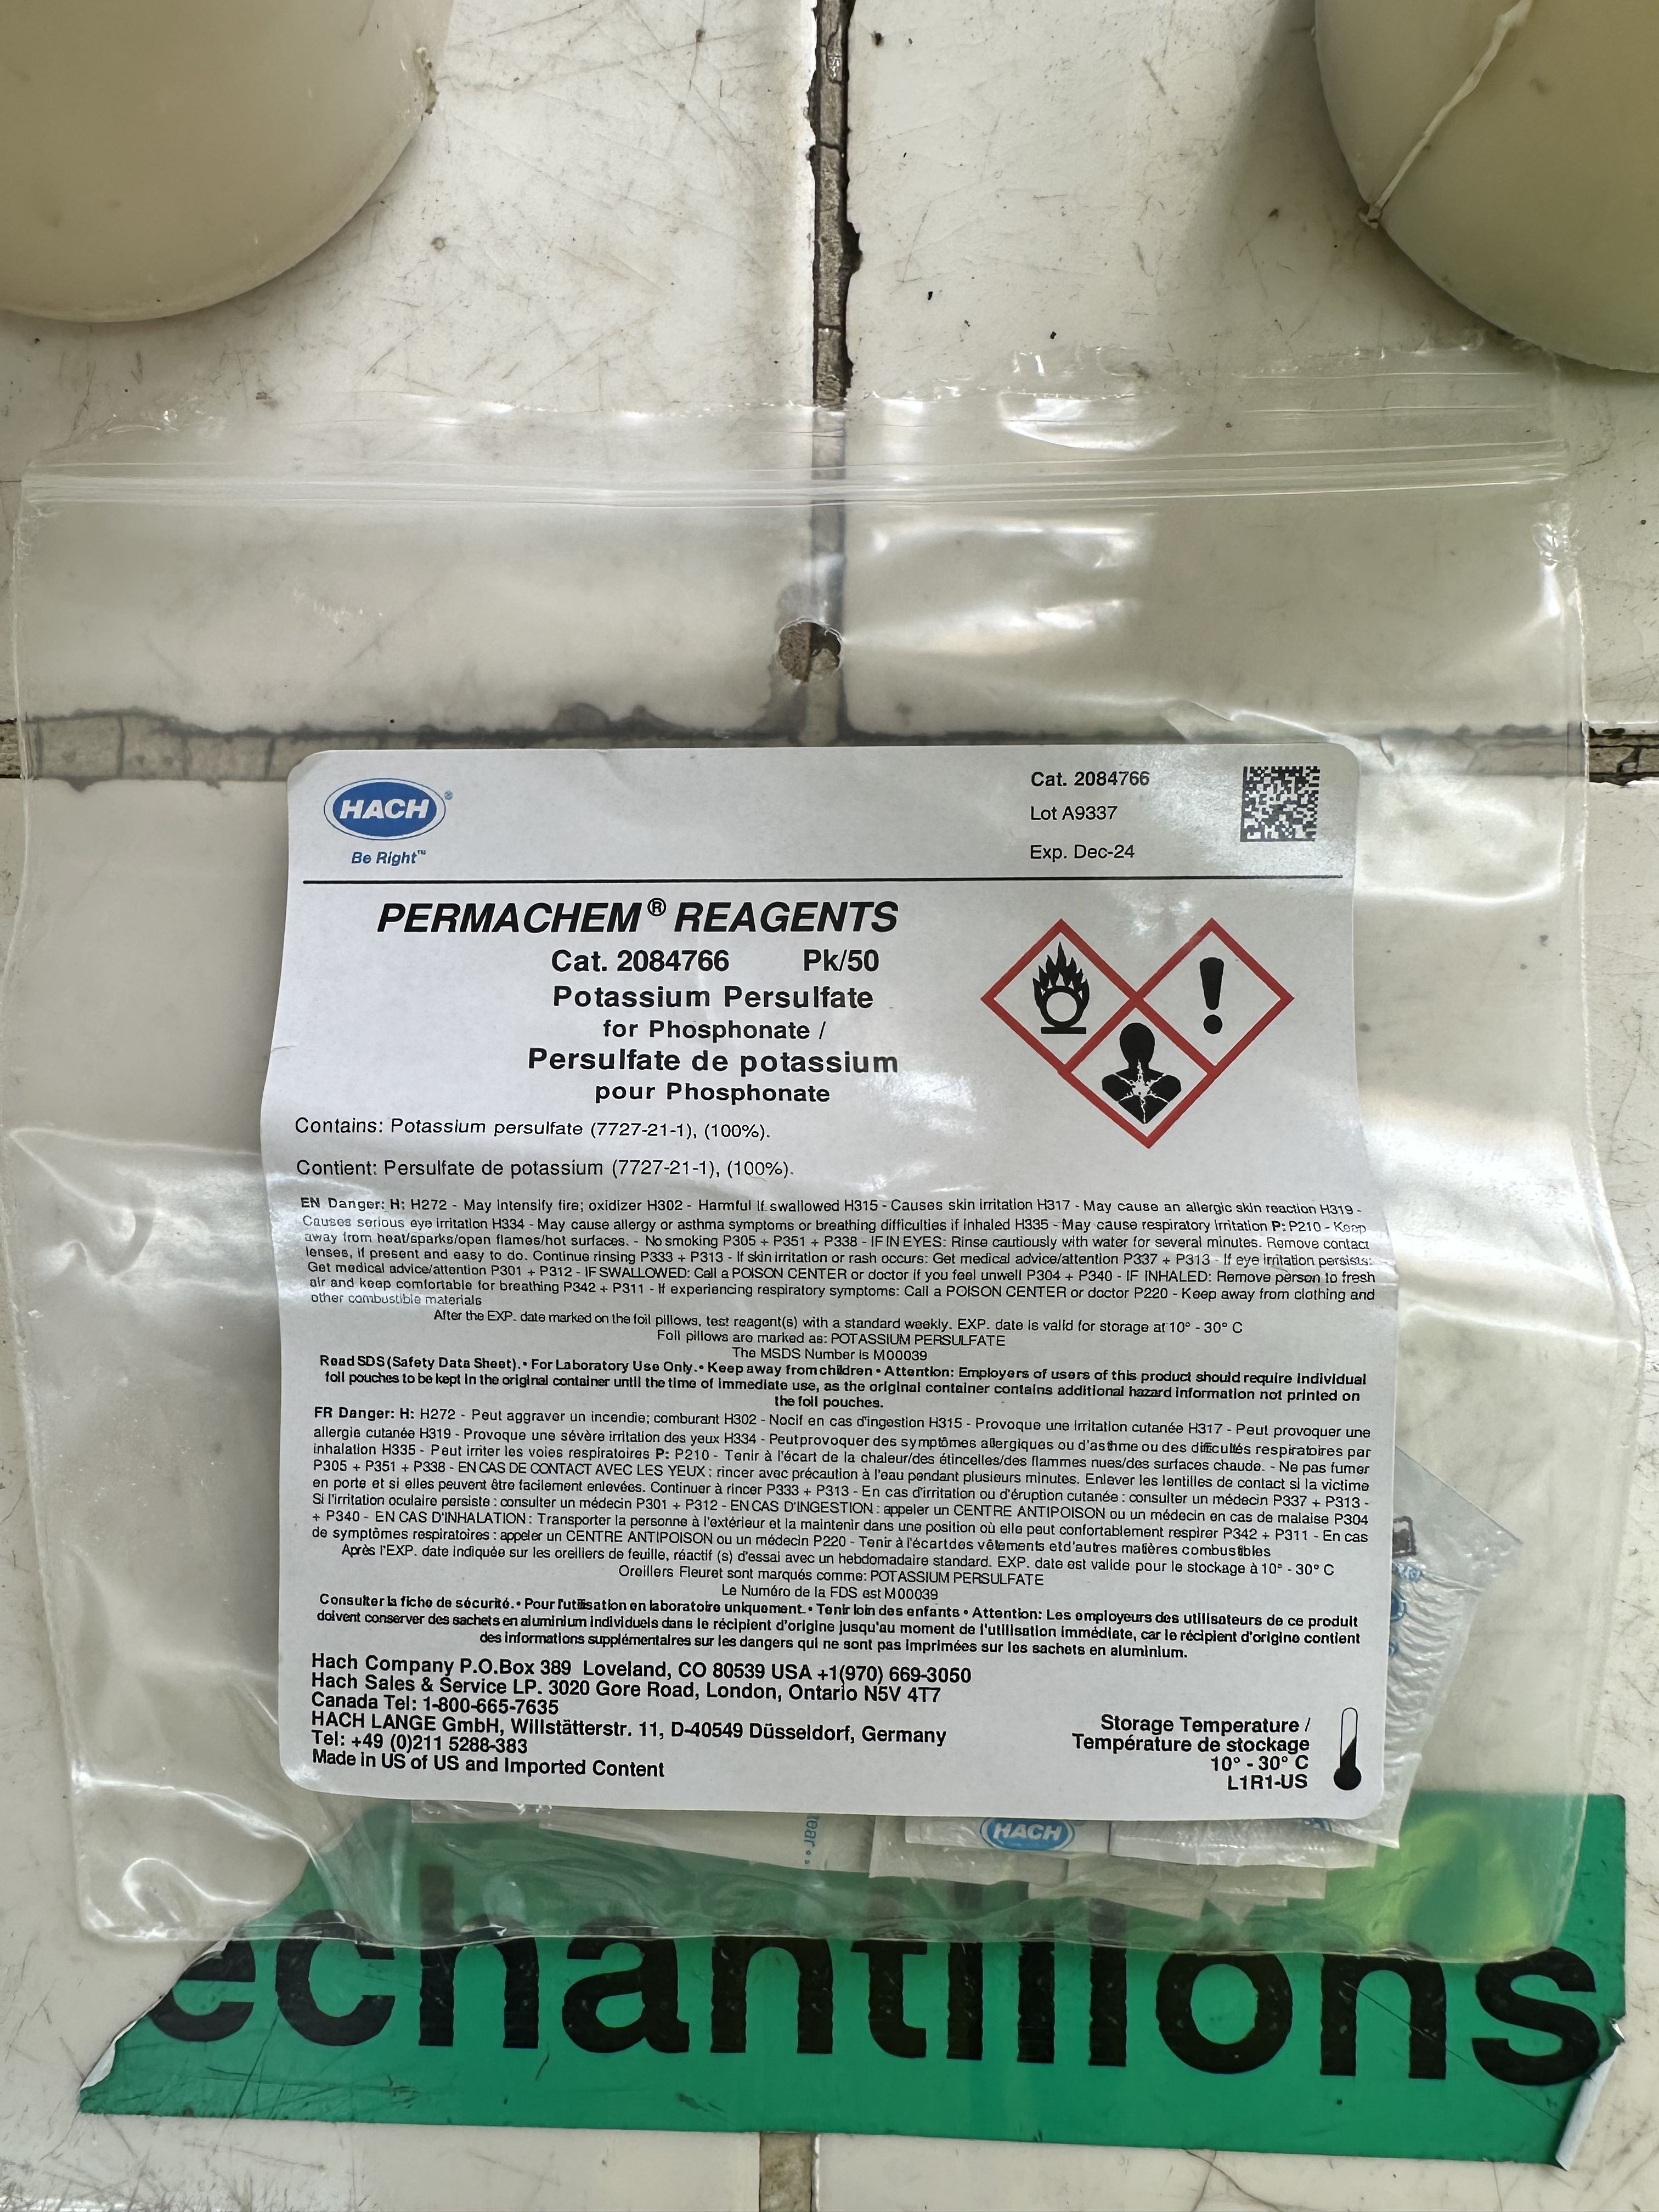 HACH®
Be Right™
Cat. 2084766
Lot A9337
Exp. Dec-24
PERMACHEM® REAGENTS
Cat. 2084766 Pk/50
Potassium Persulfate
for Phosphonate /
Persulfate de potassium
pour Phosphonate
Contains: Potassium persulfate (7727-21-1), (100%).
Contient: Persulfate de potassium (7727-21-1), (100%).
EN Danger: H: H272 - May intensify fire; oxidizer H302 - Harmful if swallowed H315 - Causes skin irritation H317 - May cause an allergic skin reaction H319 -
Causes serious eye irritation H334 - May cause allergy or asthma symptoms or breathing difficulties if inhaled H335 - May cause respiratory irritation P: P210 - Keep
away from heat/sparks/open flames/hot surfaces. - No smoking P305 + P351 + P338 - IF IN EYES: Rinse cautiously with water for several minutes. Remove contact
lenses, if present and easy to do. Continue rinsing P333 + P313 - If skin irritation or rash occurs: Get medical advice/attention P337 + P313 - If eye irritation persists:
Get medical advice/attention P301 + P312 - IF SWALLOWED: Call a POISON CENTER or doctor if you feel unwell P304 + P340 - IF INHALED: Remove person to fresh
air and keep comfortable for breathing P342 + P311 - If experiencing respiratory symptoms: Call a POISON CENTER or doctor P220 - Keep away from clothing and
other combustible materials
After the EXP. date marked on the foil pillows, test reagent(s) with a standard weekly. EXP. date is valid for storage at 10° - 30° C
Foil pillows are marked as: POTASSIUM PERSULFATE
The MSDS Number is M00039
Read SDS (Safety Data Sheet). • For Laboratory Use Only. • Keep away from children • Attention: Employers of users of this product should require individual
foil pouches to be kept in the original container until the time of immediate use, as the original container contains additional hazard information not printed on
the foil pouches.
FR Danger: H: H272 - Peut aggraver un incendie; comburant H302 - Nocif en cas d'ingestion H315 - Provoque une irritation cutanée H317 - Peut provoquer une
allergie cutanée H319 - Provoque une sévère irritation des yeux H334 - Peut provoquer des symptômes allergiques ou d'asthme ou des difficultés respiratoires par
inhalation H335 - Peut irriter les voies respiratoires P: P210 - Tenir à l'écart de la chaleur/des étincelles/des flammes nues/des surfaces chaude. - Ne pas fumer
P305 + P351 + P338 - EN CAS DE CONTACT AVEC LES YEUX : rincer avec précaution à l'eau pendant plusieurs minutes. Enlever les lentilles de contact si la victime
en porte et si elles peuvent être facilement enlevées. Continuer à rincer P333 + P313 - En cas d'irritation ou d'éruption cutanée : consulter un médecin P337 + P313 -
Si l'irritation oculaire persiste : consulter un médecin P301 + P312 - EN CAS D'INGESTION : appeler un CENTRE ANTIPOISON ou un médecin en cas de malaise P304
+ P340 - EN CAS D'INHALATION : Transporter la personne à l'extérieur et la maintenir dans une position où elle peut confortablement respirer P342 + P311 - En cas
de symptômes respiratoires : appeler un CENTRE ANTIPOISON ou un médecin P220 - Tenir à l'écart des vêtements et d'autres matières combustibles
Après l'EXP. date indiquée sur les oreillers de feuille, réactif (s) d'essai avec un hebdomadaire standard. EXP. date est valide pour le stockage à 10° - 30° C
Oreillers Fleuret sont marqués comme: POTASSIUM PERSULFATE
Le Numéro de la FDS est M00039
Consulter la fiche de sécurité. • Pour l'utilisation en laboratoire uniquement. • Tenir loin des enfants • Attention: Les employeurs des utilisateurs de ce produit
doivent conserver des sachets en aluminium individuels dans le récipient d'origine jusqu'au moment de l'utilisation immédiate, car le récipient d'origine contient
des informations supplémentaires sur les dangers qui ne sont pas imprimées sur les sachets en aluminium.
Hach Company P.O.Box 389 Loveland, CO 80539 USA +1(970) 669-3050
Hach Sales & Service LP. 3020 Gore Road, London, Ontario N5V 4T7
Canada Tel: 1-800-665-7635
HACH LANGE GmbH, Willstätterstr. 11, D-40549 Düsseldorf, Germany
Tel: +49 (0)211 5288-383
Made in US of US and Imported Content
Storage Temperature /
Température de stockage
10° - 30° C
L1R1-US
tear
HACH
echantillons